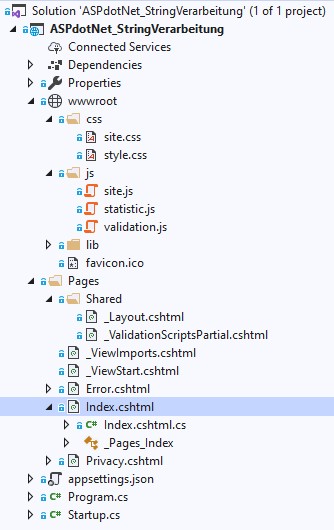 Solution 'ASPdotNet_StringVerarbeitung' (1 of 1 project)
ASPdotNet_StringVerarbeitung
Connected Services
Dependencies
Properties
wwwroot
css
site.css
style.css
js
site.js
statistic.js
validation.js
lib
favicon.ico
Pages
Shared
_Layout.cshtml
_ValidationScriptsPartial.cshtml
_ViewImports.cshtml
_ViewStart.cshtml
Error.cshtml
Index.cshtml
C# Index.cshtml.cs
_Pages_Index
Privacy.cshtml
appsettings.json
C# Program.cs
C# Startup.cs